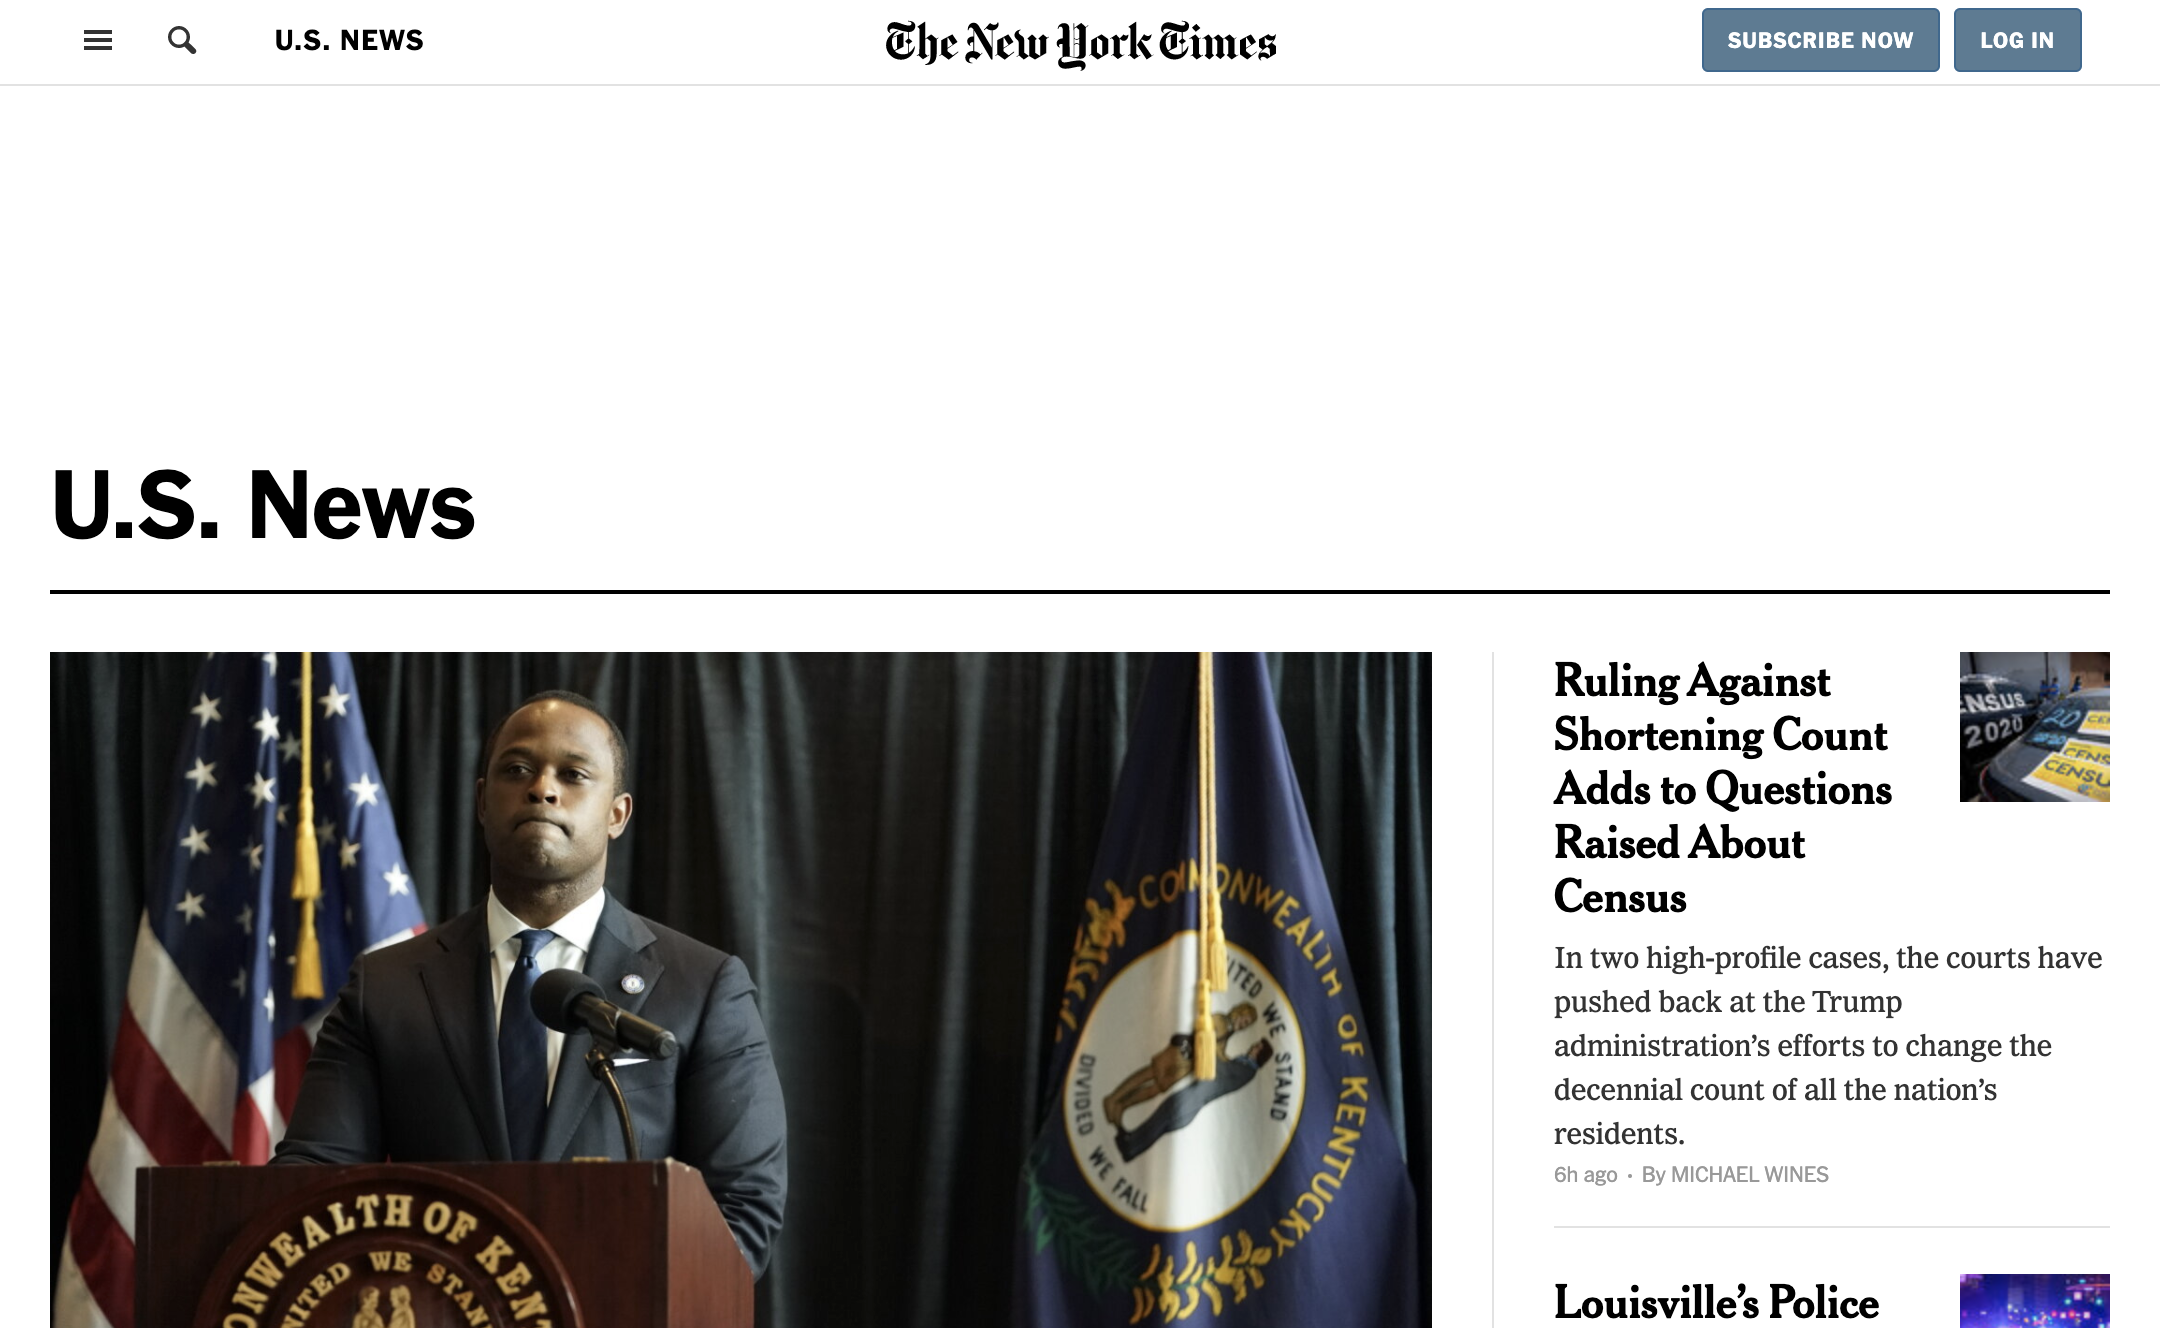 U.S. NEWS
The New York Times
SUBSCRIBE NOW
LOG IN
U.S. News
COMMONWEALTH OF KENTUCKY
UNITED WE STAND
DIVIDED WE FALL
ONWEALTH OF KENT
NITED WE STAN
Ruling Against
Shortening Count
Adds to Questions
Raised About
Census
ENSUS
2020
CENSU
In two high-profile cases, the courts have
pushed back at the Trump
administration’s efforts to change the
decennial count of all the nation’s
residents.
6h ago · By MICHAEL WINES
Louisville’s Police